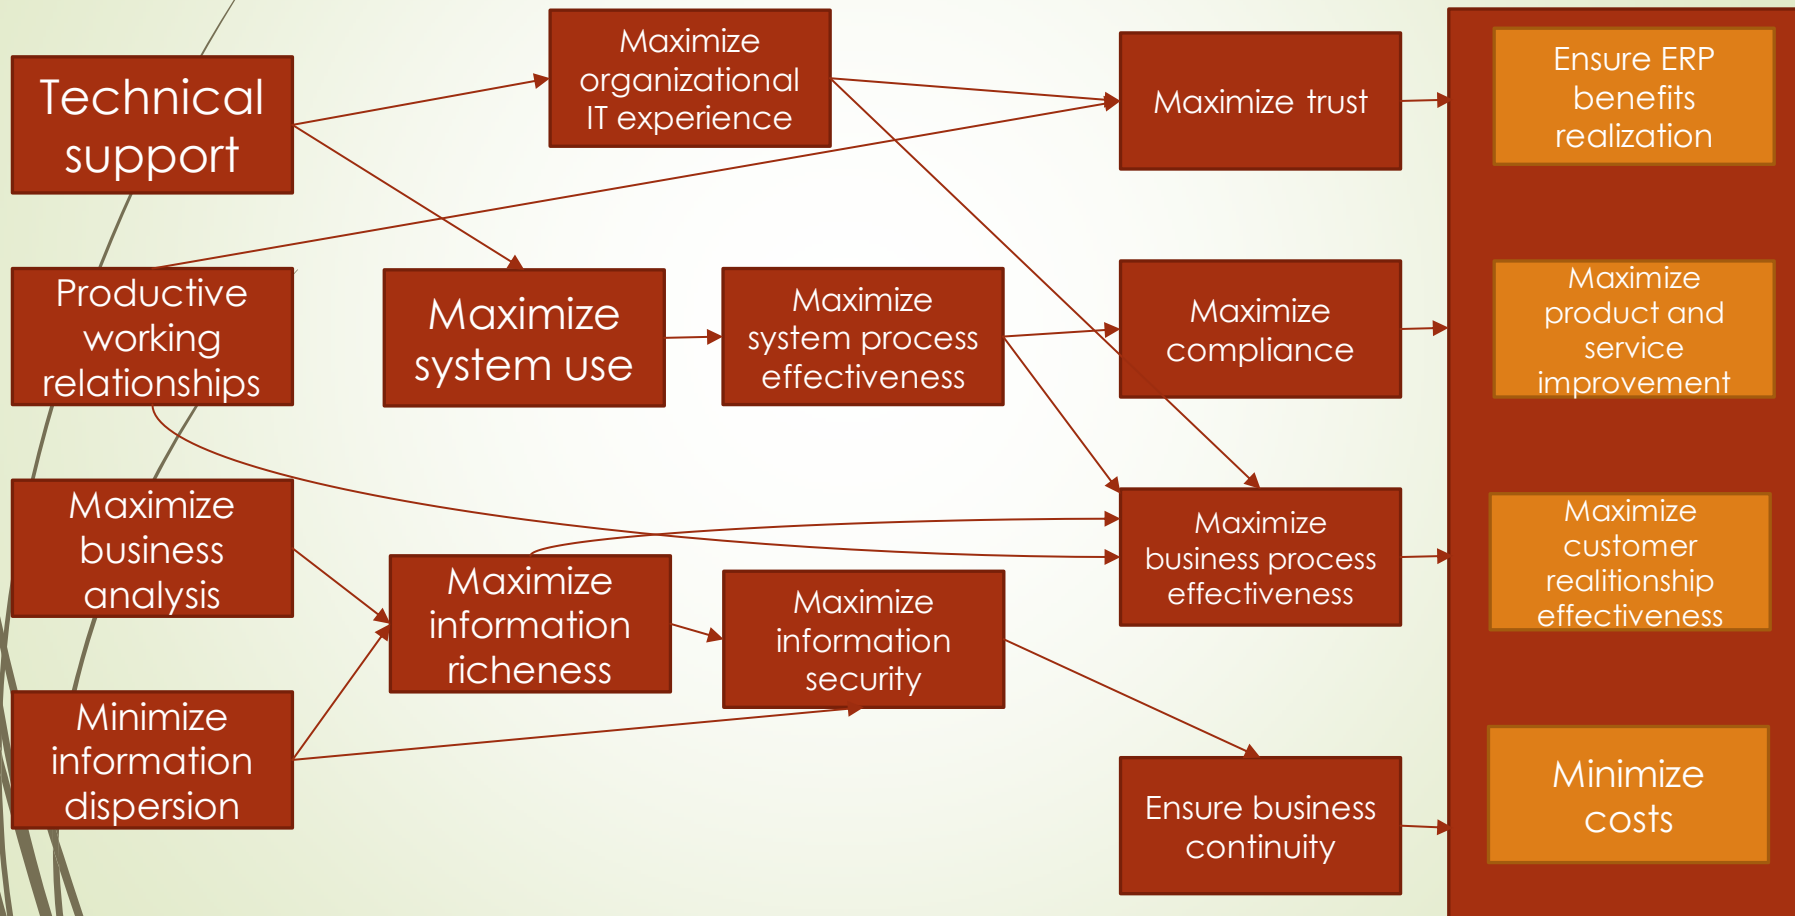 Technical
support
Maximize
organizational
IT experience
Maximize trust
Ensure ERP
benefits
realization
Productive
working
relationships
Maximize
system use
Maximize
system process
effectiveness
Maximize
compliance
Maximize
product and
service
improvement
Maximize
business
analysis
Maximize
information
richeness
Maximize
information
security
Maximize
business process
effectiveness
Maximize
customer
realitionship
effectiveness
Minimize
information
dispersion
Ensure business
continuity
Minimize
costs